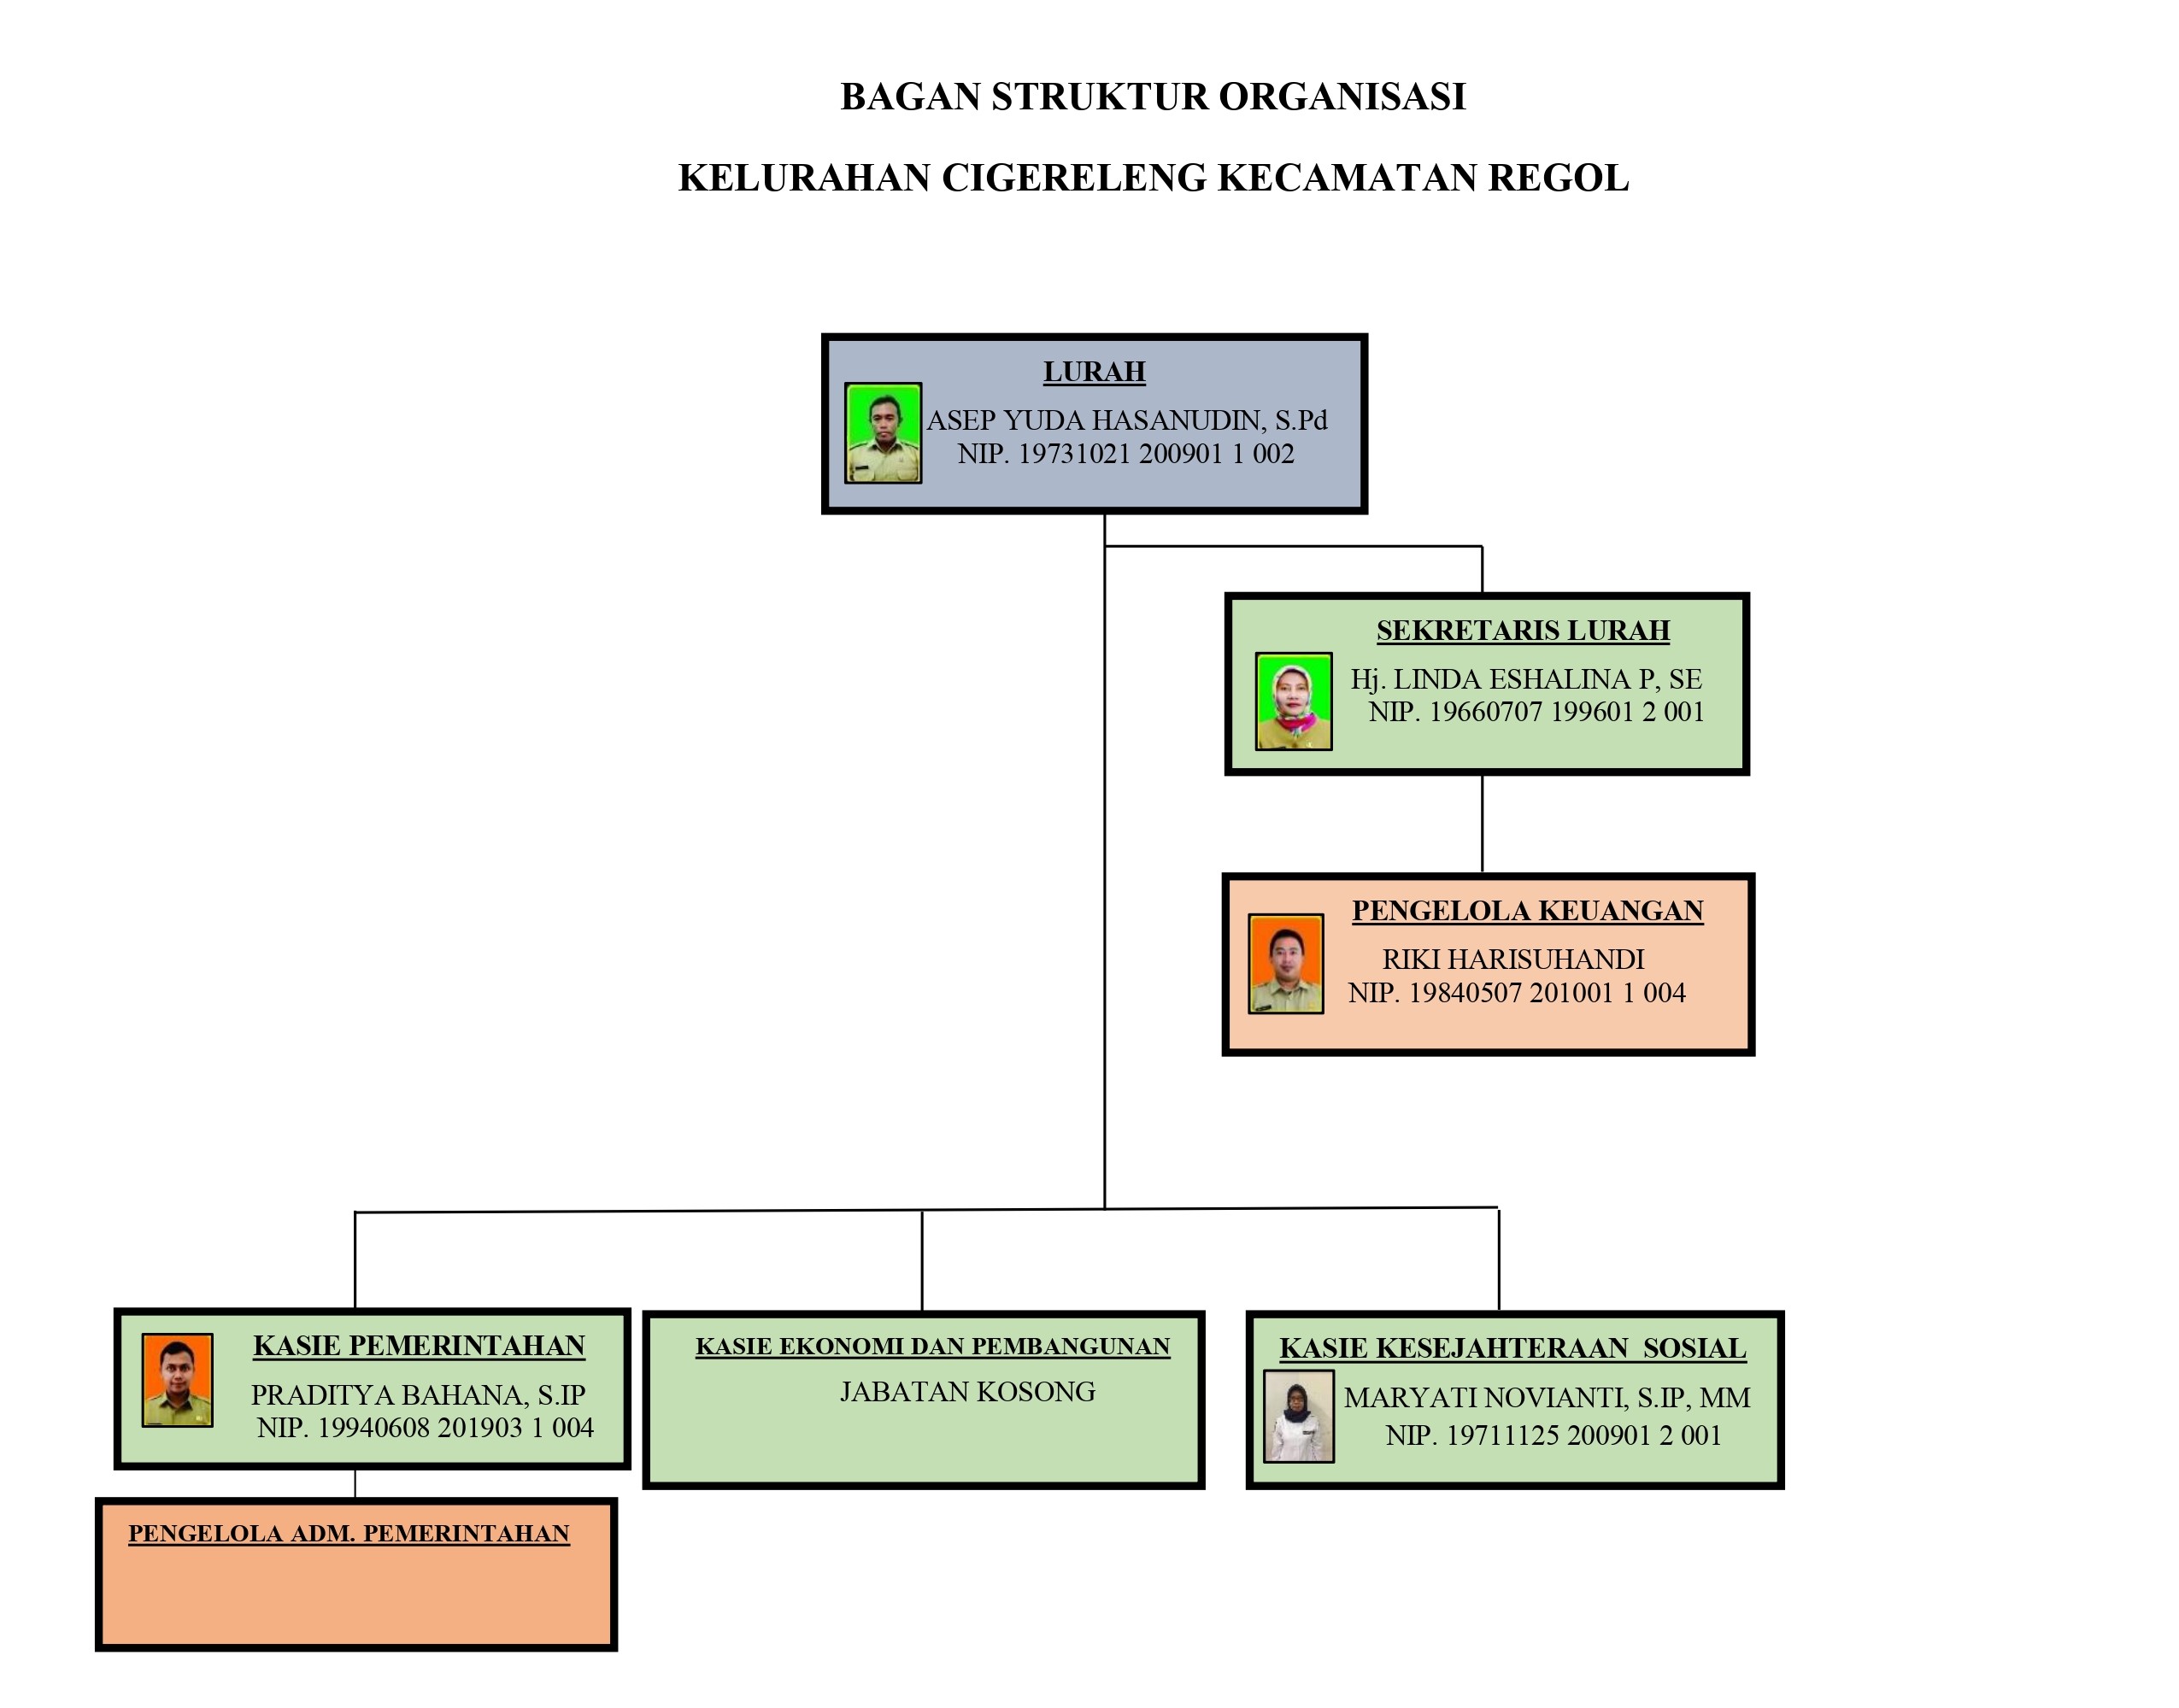 BAGAN STRUKTUR ORGANISASI
KELURAHAN CIGERELENG KECAMATAN REGOL
LURAH
ASEP YUDA HASANUDIN, S.Pd
NIP. 19731021 200901 1 002
SEKRETARIS LURAH
Hj. LINDA ESHALINA P, SE
NIP. 19660707 199601 2 001
PENGELOLA KEUANGAN
RIKI HARISUHANDI
NIP. 19840507 201001 1 004
KASIE PEMERINTAHAN
PRADITYA BAHANA, S.IP
NIP. 19940608 201903 1 004
KASIE EKONOMI DAN PEMBANGUNAN
JABATAN KOSONG
KASIE KESEJAHTERAAN  SOSIAL
MARYATI NOVIANTI, S.IP, MM
NIP. 19711125 200901 2 001
PENGELOLA ADM. PEMERINTAHAN